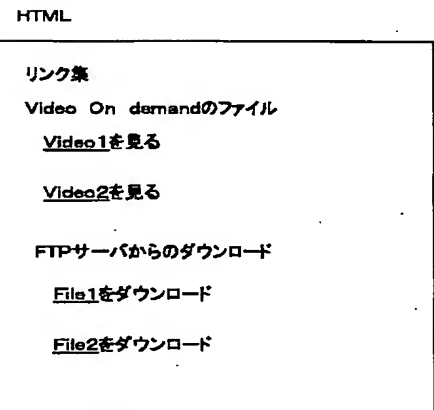 HTML
リンク集
Video On demandのファイル
Video1を見る
Video2を見る
FTPサーバからのダウンロード
File1をダウンロード
File2をダウンロード